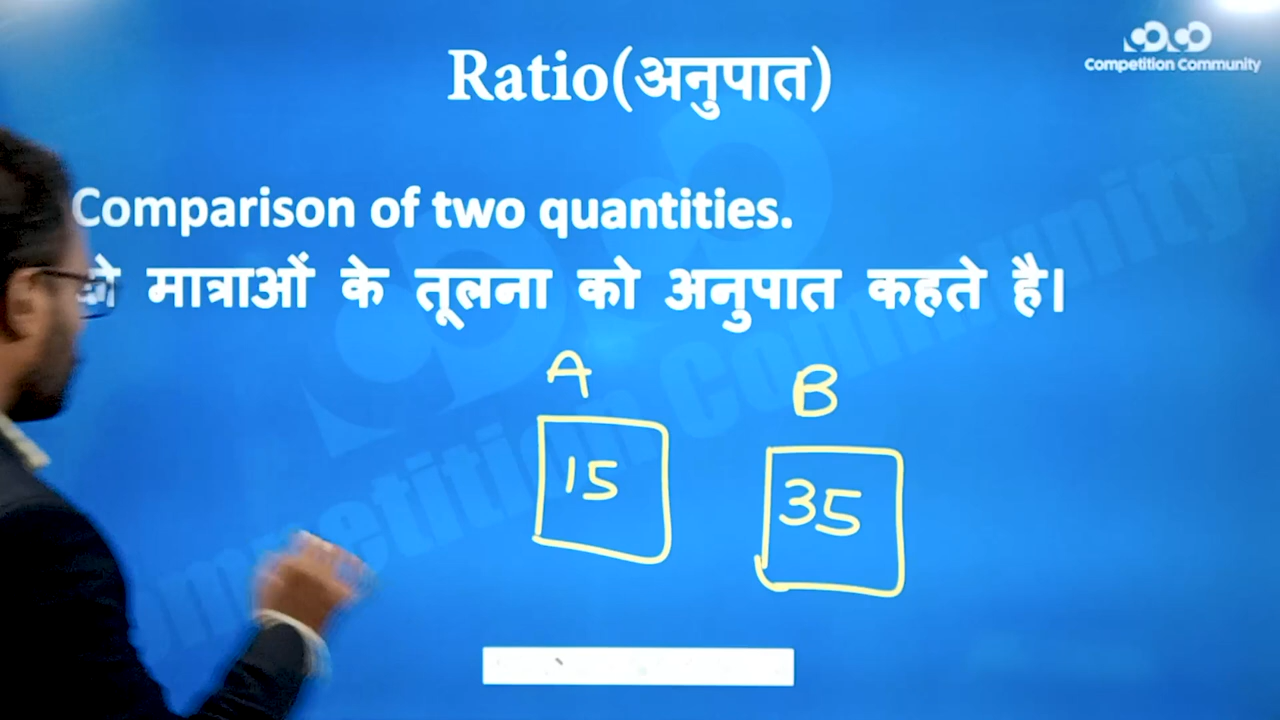 Ratio(अनुपात)
Competition Community
Comparison of two quantities.
मात्राओं के तूलना को अनुपात कहते है।
A B
15 35